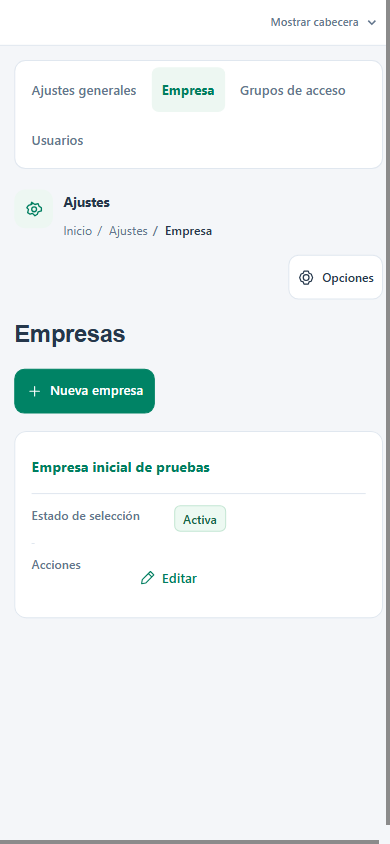 Mostrar cabecera
Ajustes generales Empresa Grupos de acceso
Usuarios
Ajustes
Inicio / Ajustes / Empresa
Opciones
Empresas
+ Nueva empresa
Empresa inicial de pruebas
Estado de selección Activa
Acciones
Editar